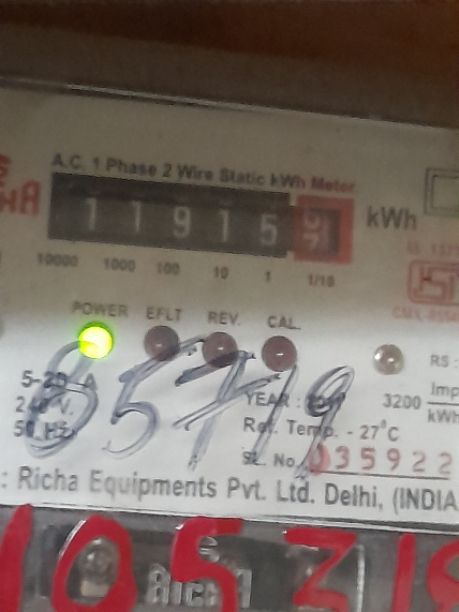 A.C. 1 Phase 2 Wire Static kWh Meter
HA
1 1 9 1 5
kWh
10000 1000 100 10 1 1/10
POWER EFLT REV. CAL.
RS :
5-20 A
3200 Imp
kWh
240 V.
YEAR :
50 Hz
Ref. Temp. - 27°C
85719
SL. No. 035922
: Richa Equipments Pvt. Ltd. Delhi, (INDIA